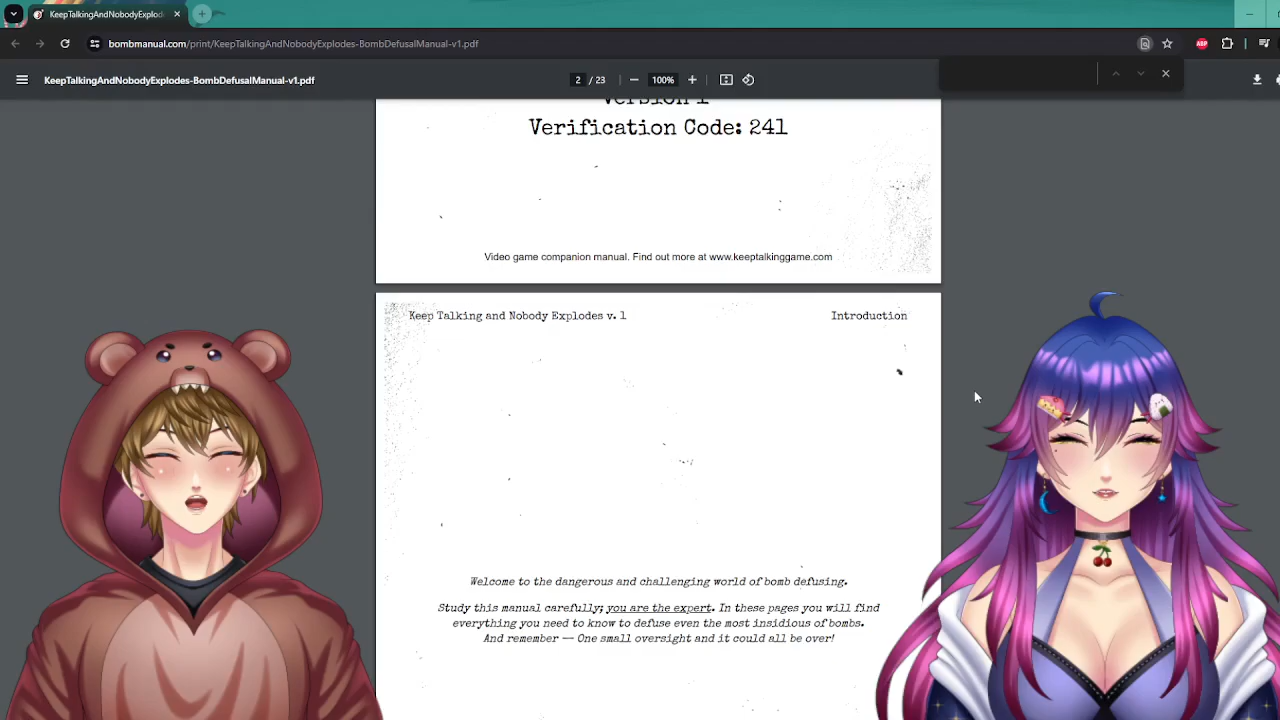 KeepTalkingAndNobodyExplodes
bombmanual.com/print/KeepTalkingAndNobodyExplodes-BombDefusalManual-v1.pdf
ABP
KeepTalkingAndNobodyExplodes-BombDefusalManual-v1.pdf
2 / 23
100%
Version 1
Verification Code: 241
Video game companion manual. Find out more at www.keeptalkinggame.com
Keep Talking and Nobody Explodes v. 1
Introduction
Welcome to the dangerous and challenging world of bomb defusing.
Study this manual carefully; you are the expert. In these pages you will find
everything you need to know to defuse even the most insidious of bombs.
And remember — One small oversight and it could all be over!